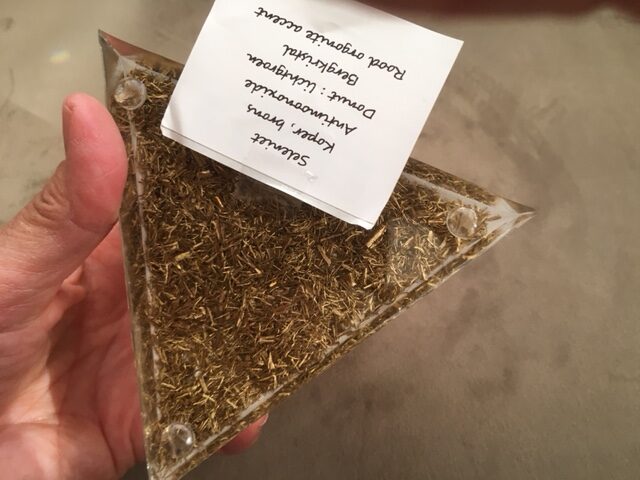 Seleniet
Koper, brons
Antimoonoxide
Donut : lichtgroen
Bergkristal
Rood orgonite accent